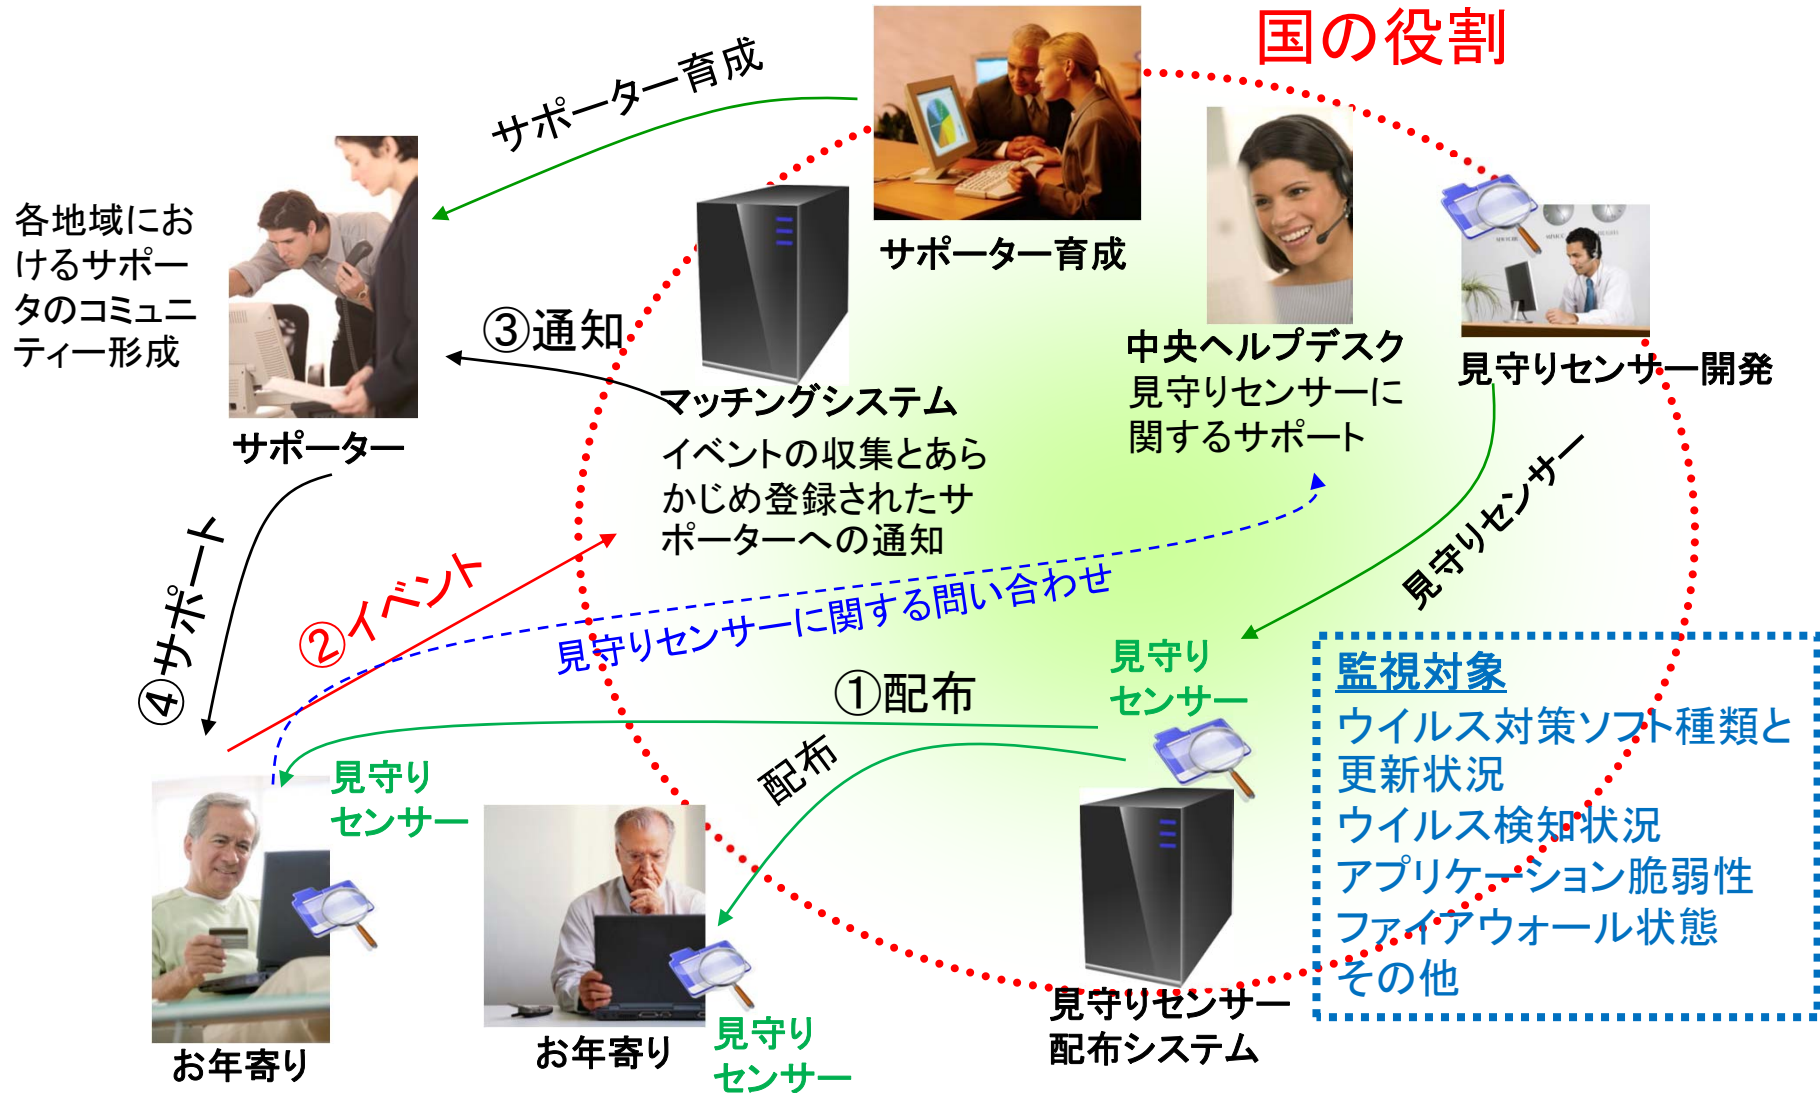 国の役割
サポーター育成
サポーター育成
各地域にお
けるサポー
タのコミュニ
ティー形成
サポーター
③通知
マッチングシステム
イベントの収集とあら
かじめ登録されたサ
ポーターへの通知
中央ヘルプデスク
見守りセンサーに
関するサポート
見守りセンサー開発
見守りセンサー
④サポート
②イベント
見守りセンサーに関する問い合わせ
①配布
配布
見守り
センサー
監視対象
ウイルス対策ソフト種類と
更新状況
ウイルス検知状況
アプリケーション脆弱性
ファイアウォール状態
その他
見守り
センサー
お年寄り
お年寄り
見守り
センサー
見守りセンサー
配布システム